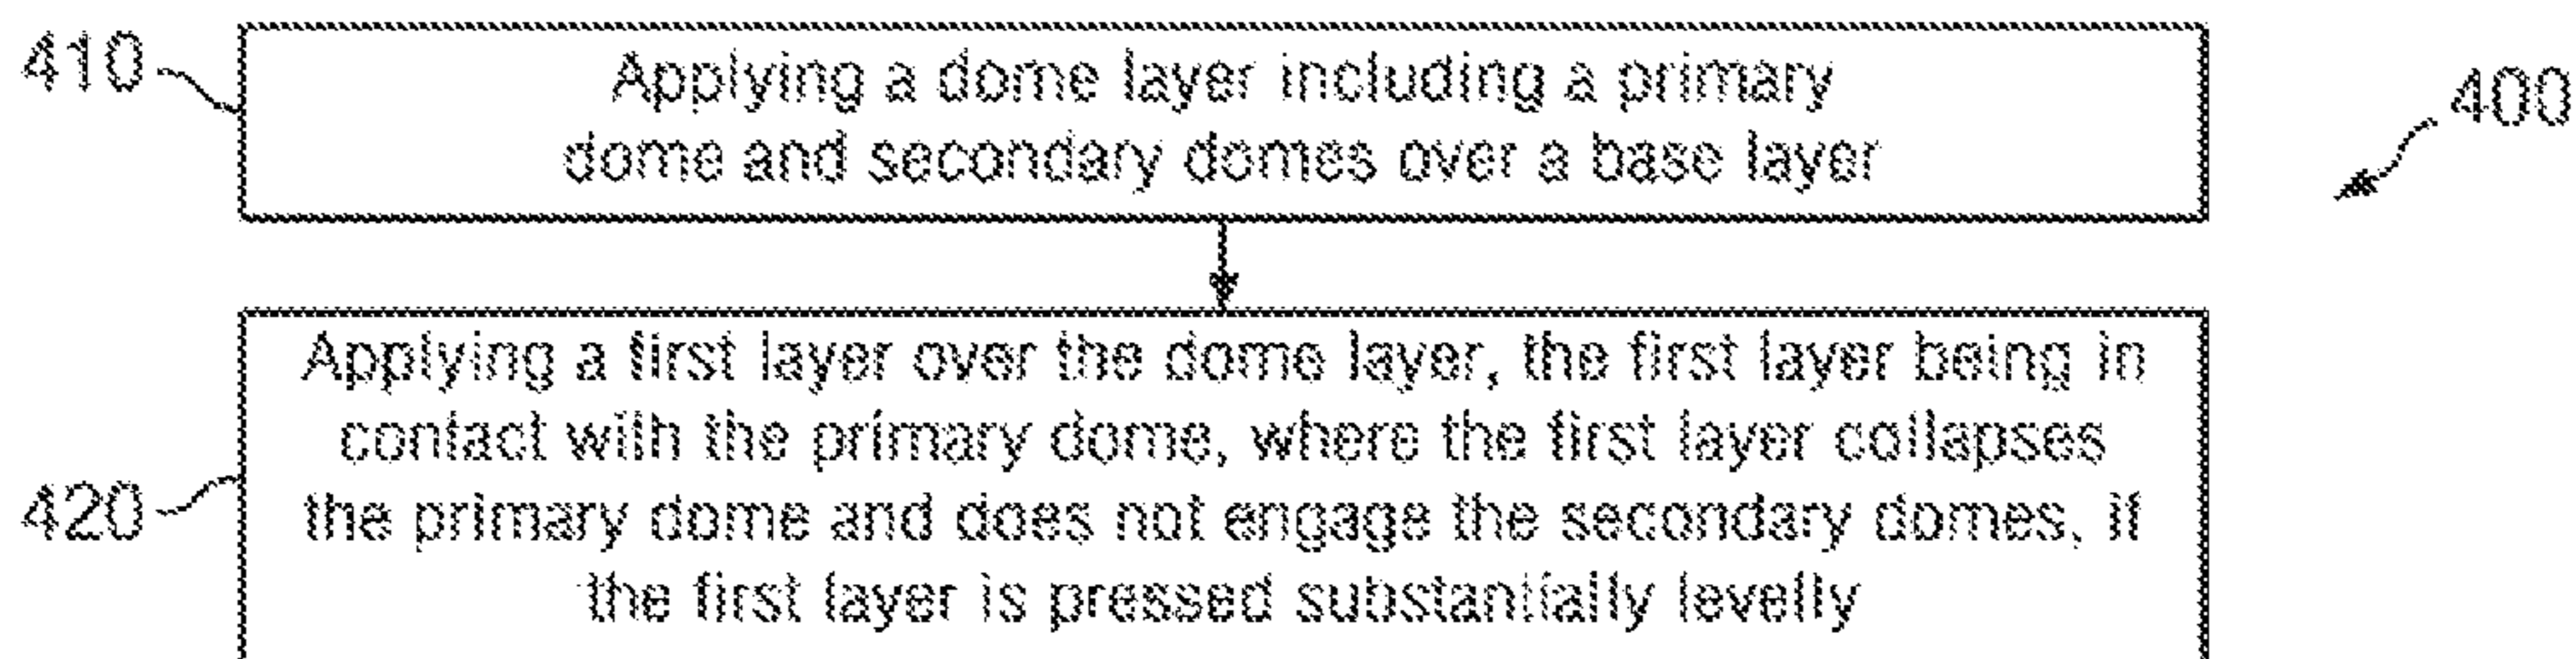 410
Applying a dome layer including a primary
dome and secondary domes over a base layer
400
Applying a first layer over the dome layer, the first layer being in
contact with the primary dome, where the first layer collapses
the primary dome and does not engage the secondary domes, if
the first layer is pressed substantially levelly
420